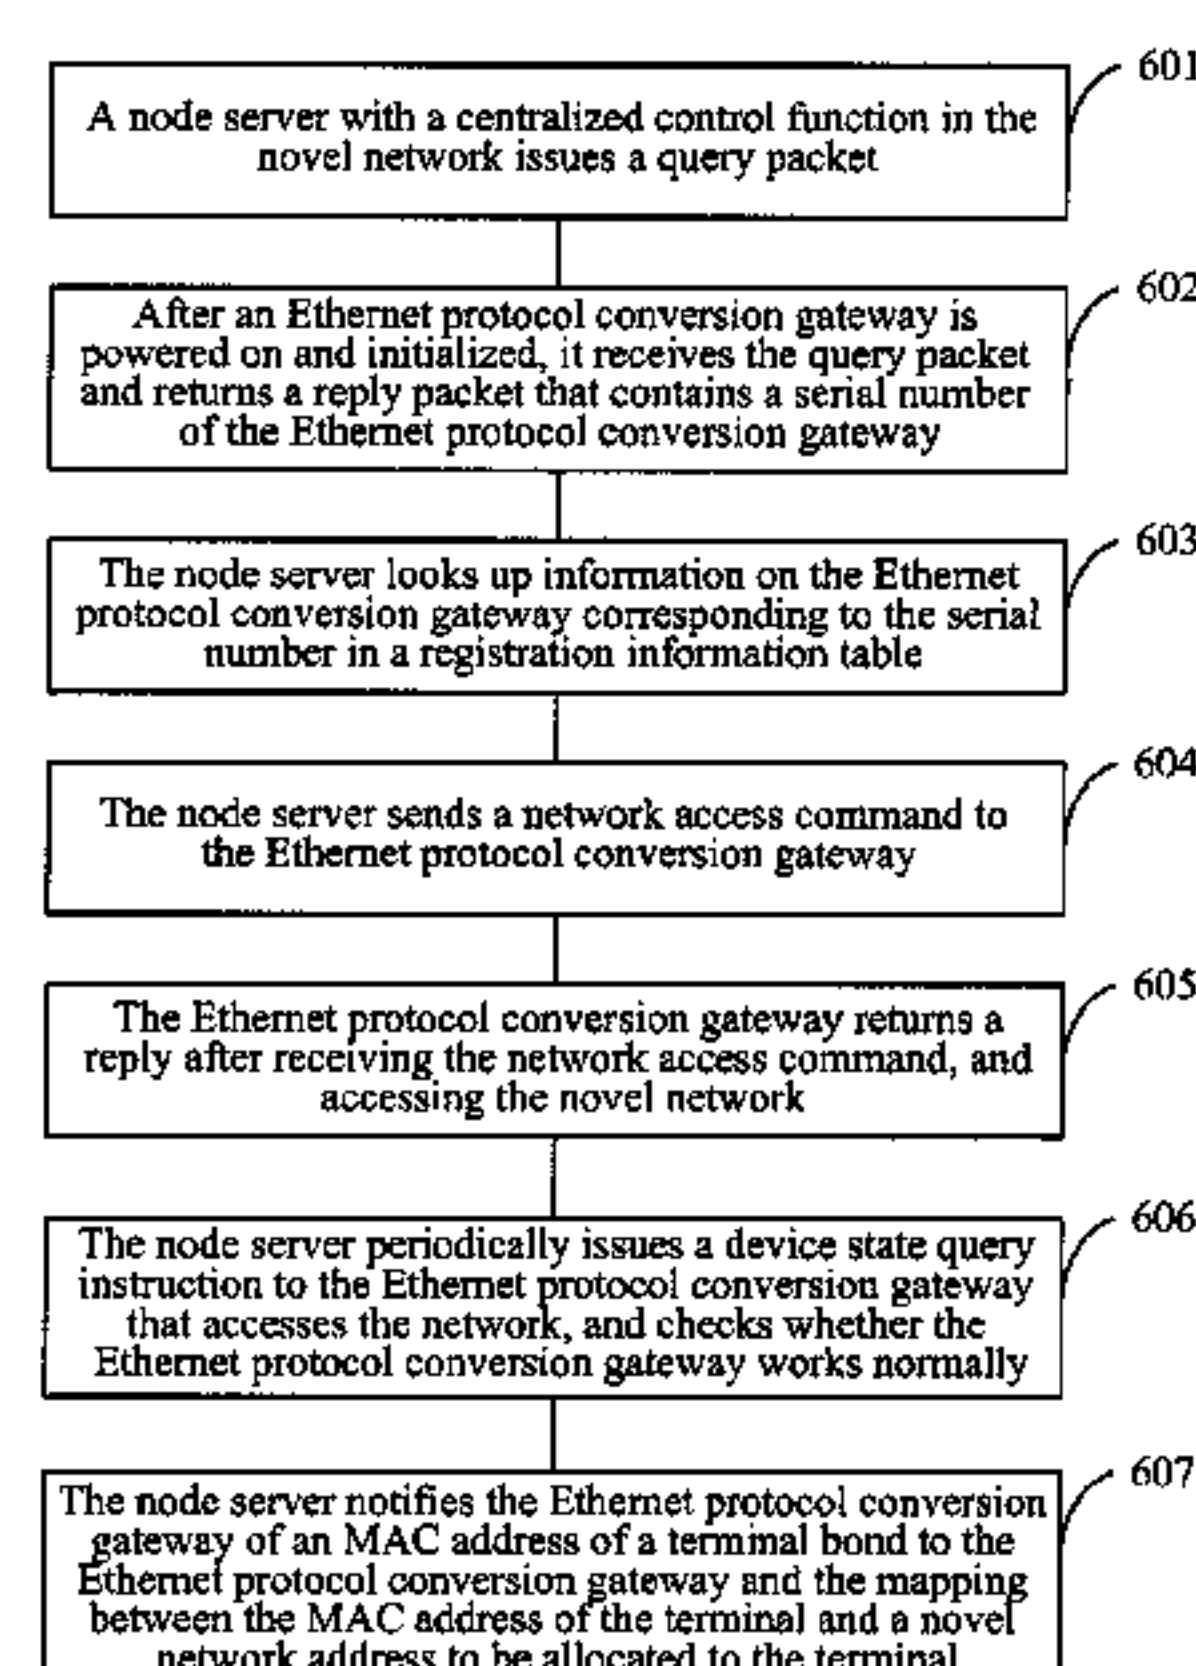 601
A node server with a centralized control function in the
novel network issues a query packet
602
After an Ethernet protocol conversion gateway is
powered on and initialized, it receives the query packet
and returns a reply packet that contains a serial number
of the Ethernet protocol conversion gateway
603
The node server looks up information on the Ethernet
protocol conversion gateway corresponding to the serial
number in a registration information table
604
The node server sends a network access command to
the Ethernet protocol conversion gateway
605
The Ethernet protocol conversion gateway returns a
reply after receiving the network access command, and
accessing the novel network
606
The node server periodically issues a device state query
instruction to the Ethernet protocol conversion gateway
that accesses the network, and checks whether the
Ethernet protocol conversion gateway works normally
607
The node server notifies the Ethernet protocol conversion
gateway of an MAC address of a terminal bond to the
Ethernet protocol conversion gateway and the mapping
between the MAC address of the terminal and a novel
network address to be allocated to the terminal